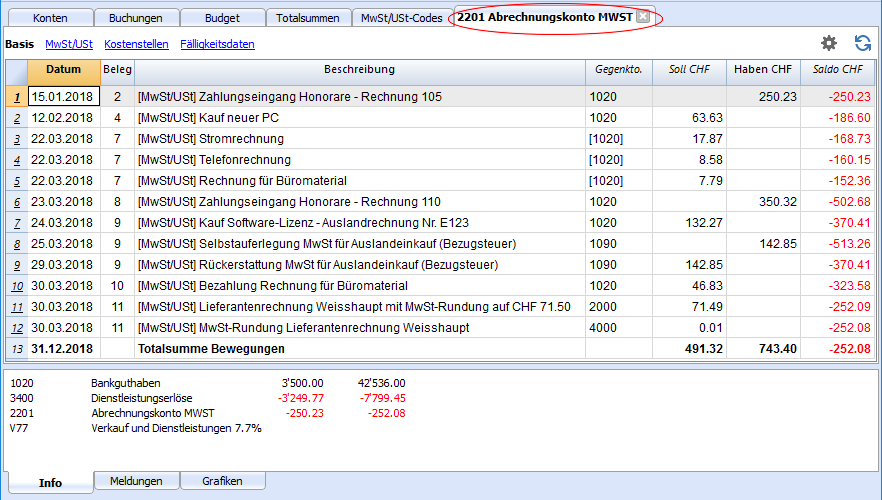 Konten Buchungen Budget Totalsummen MwSt/USt-Codes 2201 Abrechnungskonto MWST
Basis MwSt/USt Kostenstellen Fälligkeitsdaten
Datum Beleg Beschreibung Gegenkto. Soll CHF Haben CHF Saldo CHF
1 15.01.2018 2 [MwSt/USt] Zahlungseingang Honorare - Rechnung 105 1020 250.23 -250.23
2 12.02.2018 4 [MwSt/USt] Kauf neuer PC 1020 63.63 -186.60
3 22.03.2018 7 [MwSt/USt] Stromrechnung [1020] 17.87 -168.73
4 22.03.2018 7 [MwSt/USt] Telefonrechnung [1020] 8.58 -160.15
5 22.03.2018 7 [MwSt/USt] Rechnung für Büromaterial [1020] 7.79 -152.36
6 23.03.2018 8 [MwSt/USt] Zahlungseingang Honorare - Rechnung 110 1020 350.32 -502.68
7 24.03.2018 9 [MwSt/USt] Kauf Software-Lizenz - Auslandrechnung Nr. E123 1020 132.27 -370.41
8 25.03.2018 9 [MwSt/USt] Selbstauferlegung MwSt für Auslandeinkauf (Bezugsteuer) 1090 142.85 -513.26
9 29.03.2018 9 [MwSt/USt] Rückerstattung MwSt für Auslandeinkauf (Bezugsteuer) 1090 142.85 -370.41
10 30.03.2018 10 [MwSt/USt] Bezahlung Rechnung für Büromaterial 1020 46.83 -323.58
11 30.03.2018 11 [MwSt/USt] Lieferantenrechnung Weisshaupt mit MwSt-Rundung auf CHF 71.50 2000 71.49 -252.09
12 30.03.2018 11 [MwSt/USt] MwSt-Rundung Lieferantenrechnung Weisshaupt 4000 0.01 -252.08
13 31.12.2018 Totalsumme Bewegungen 491.32 743.40 -252.08
1020 Bankguthaben 3'500.00 42'536.00
3400 Dienstleistungserlöse -3'249.77 -7'799.45
2201 Abrechnungskonto MWST -250.23 -252.08
V77 Verkauf und Dienstleistungen 7.7%
Info Meldungen Grafiken